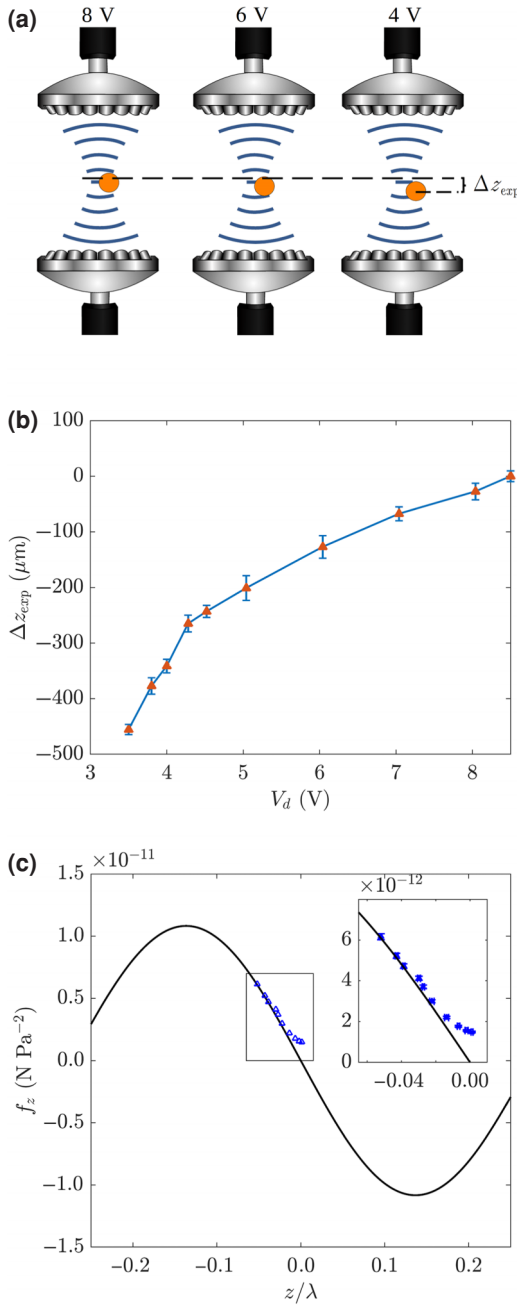 (a)
8 V 6 V 4 V
Δz_exp
(b)
100
0
−100
−200
−300
−400
−500
3 4 5 6 7 8
Δz_exp (μm)
V_d (V)
(c)
×10⁻¹¹
1.5
1.0
0.5
0.0
−0.5
−1.0
−1.5
−0.2 −0.1 0.0 0.1 0.2
f_z (N Pa⁻²)
z/λ
×10⁻¹²
6
4
2
0
−0.04 0.00